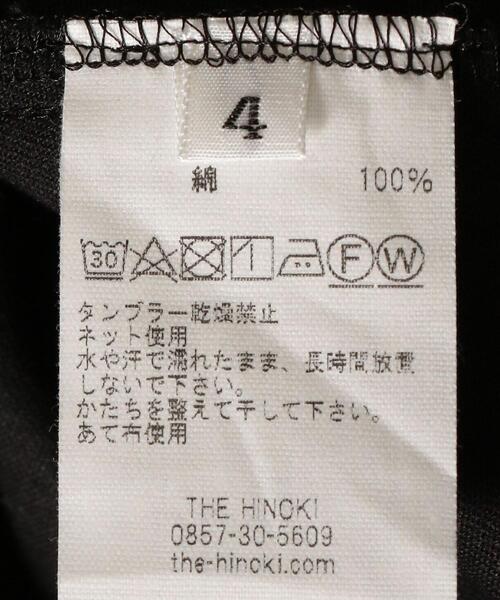 4
綿 100%
30 F W
タンブラー乾燥禁止
ネット使用
水や汗で濡れたまま、長時間放置
しないで下さい。
かたちを整えて干して下さい。
あて布使用
THE HINOKI
0857-30-5609
the-hinoki.com